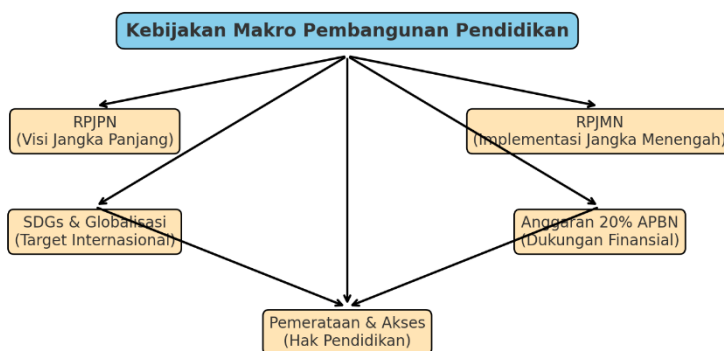 Kebijakan Makro Pembangunan Pendidikan
RPJPN
(Visi Jangka Panjang)
RPJMN
(Implementasi Jangka Menengah)
SDGs & Globalisasi
(Target Internasional)
Anggaran 20% APBN
(Dukungan Finansial)
Pemerataan & Akses
(Hak Pendidikan)